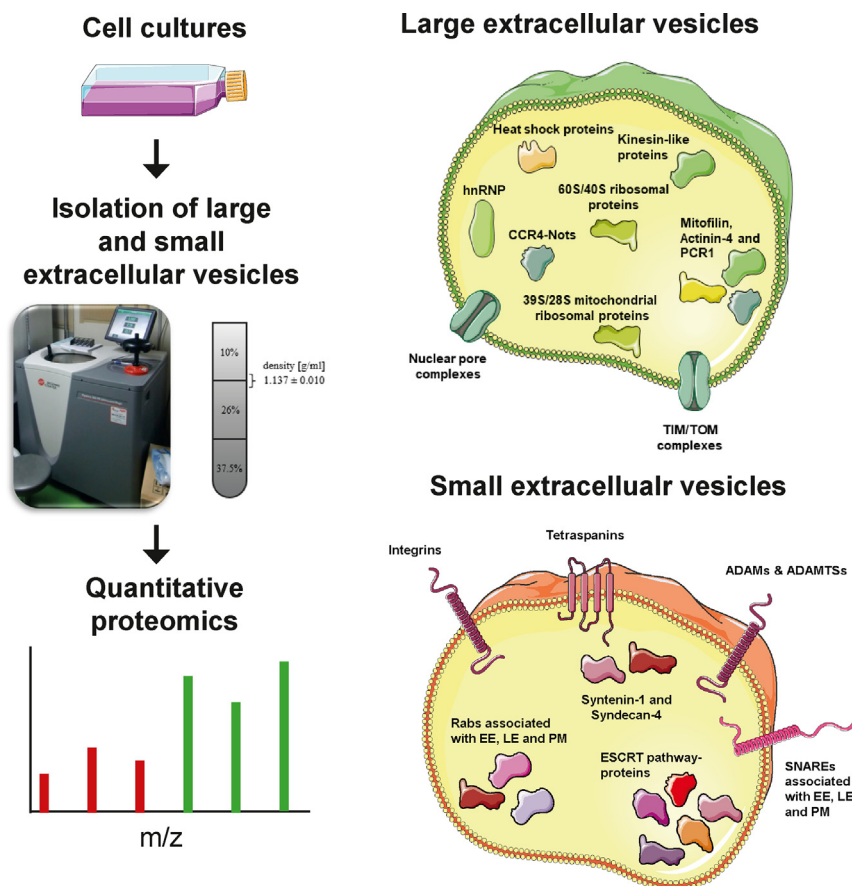 Cell cultures
Isolation of large
and small
extracellular vesicles
10%
26%
37.5%
density [g/ml]
1.137 ± 0.010
Quantitative
proteomics
m/z
Large extracellular vesicles
Heat shock proteins
Kinesin-like
proteins
hnRNP
60S/40S ribosomal
proteins
CCR4-Nots
Mitofilin,
Actinin-4 and
PCR1
39S/28S mitochondrial
ribosomal proteins
Nuclear pore
complexes
TIM/TOM
complexes
Small extracellualr vesicles
Tetraspanins
Integrins
ADAMs & ADAMTSs
Syntenin-1 and
Syndecan-4
Rabs associated
with EE, LE and PM
ESCRT pathway-
proteins
SNAREs
associated
with EE, LE
and PM